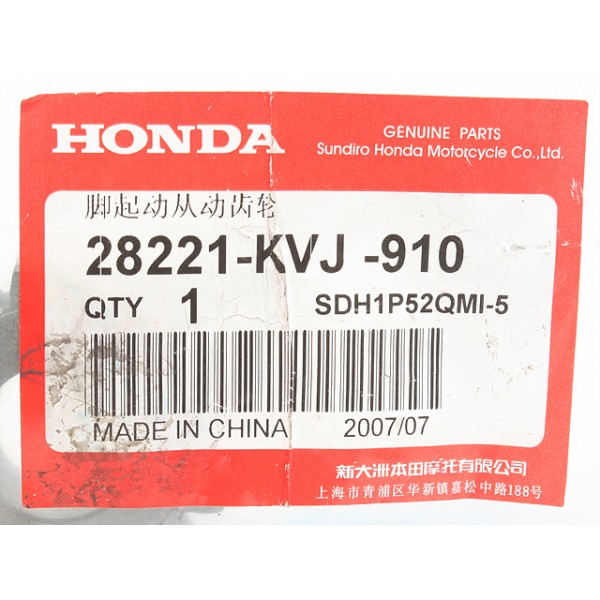 HONDA
GENUINE PARTS
Sundiro Honda Motorcycle Co.,Ltd.
脚起动从动齿轮
28221-KVJ -910
QTY 1 SDH1P52QMI-5
MADE IN CHINA 2007/07
新大洲本田摩托有限公司
上海市青浦区华新镇嘉松中路188号